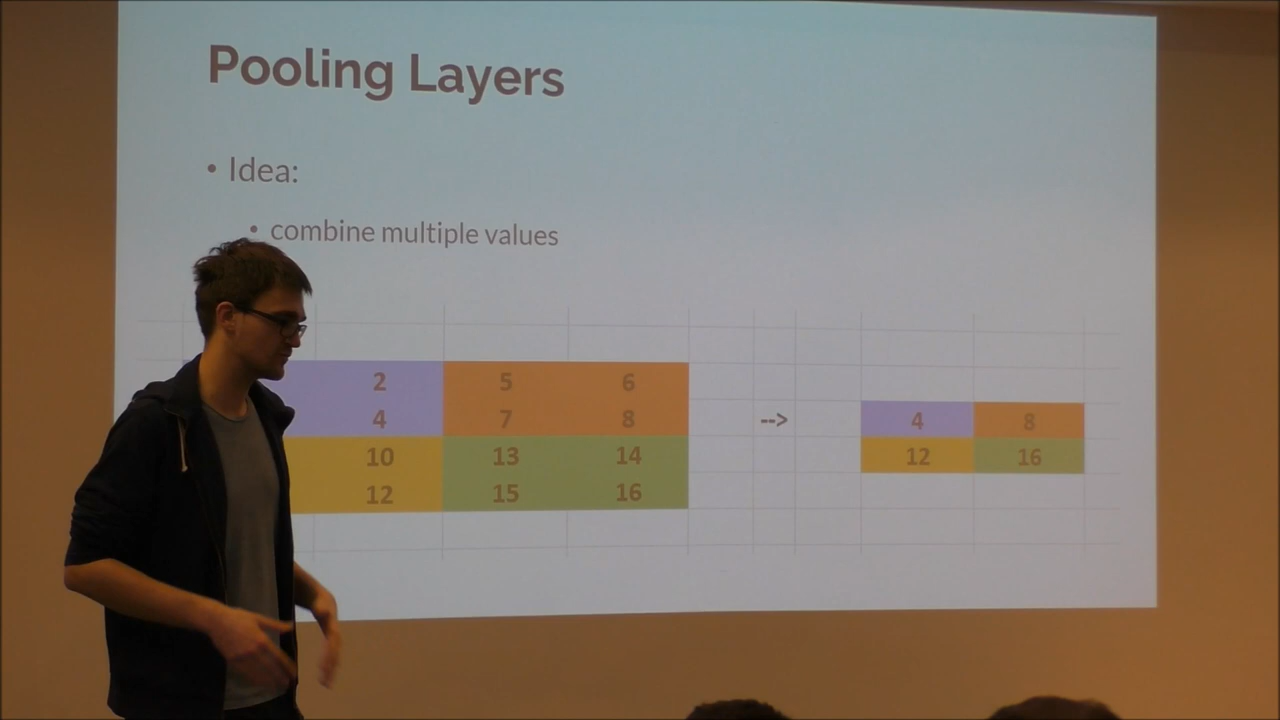 Pooling Layers
• Idea:
• combine multiple values
2 5 6
4 7 8 --> 4 8
10 13 14 12 16
12 15 16